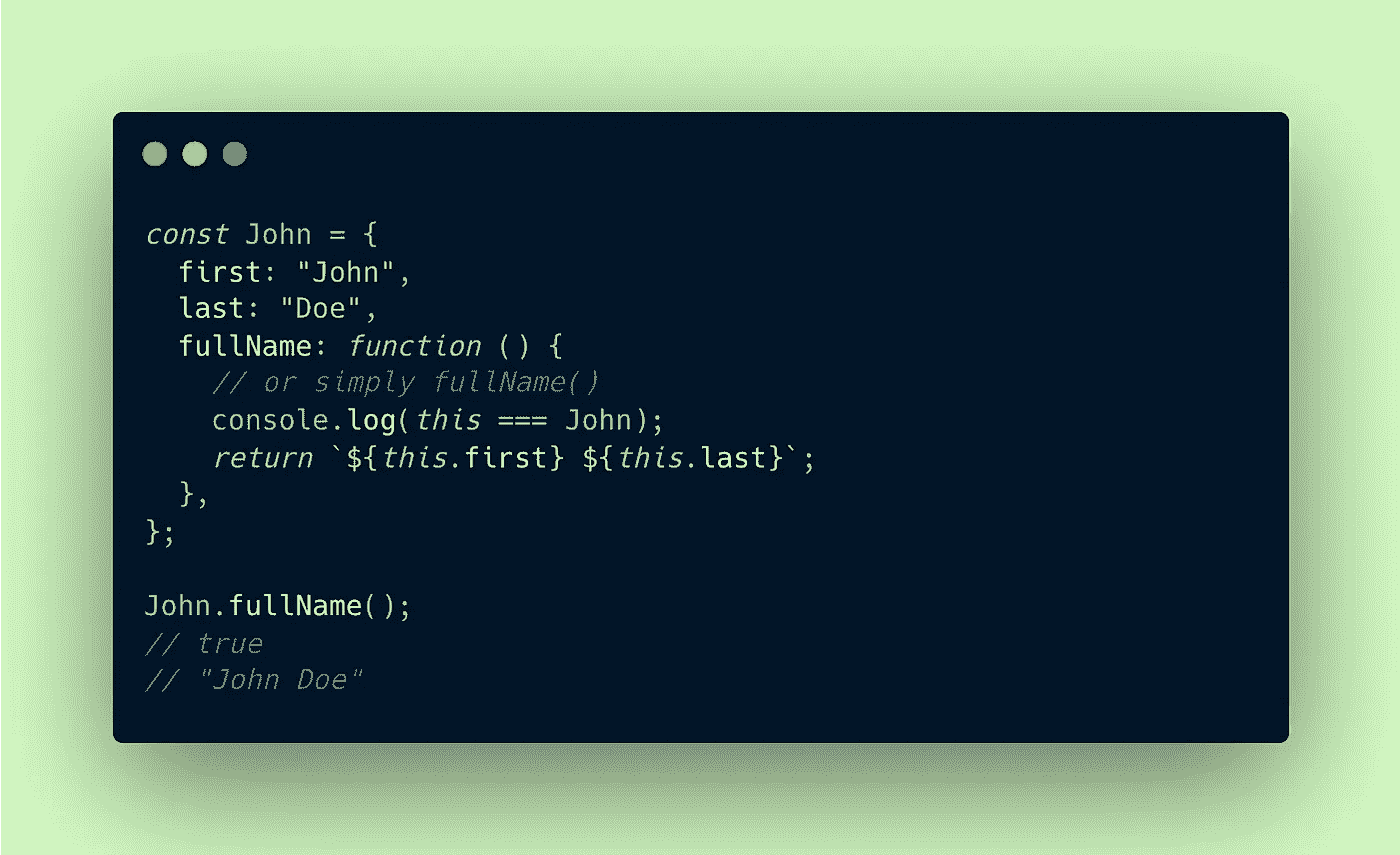 const John = {
  first: "John",
  last: "Doe",
  fullName: function () {
    // or simply fullName()
    console.log(this === John);
    return `${this.first} ${this.last}`;
  },
};

John.fullName();
// true
// "John Doe"